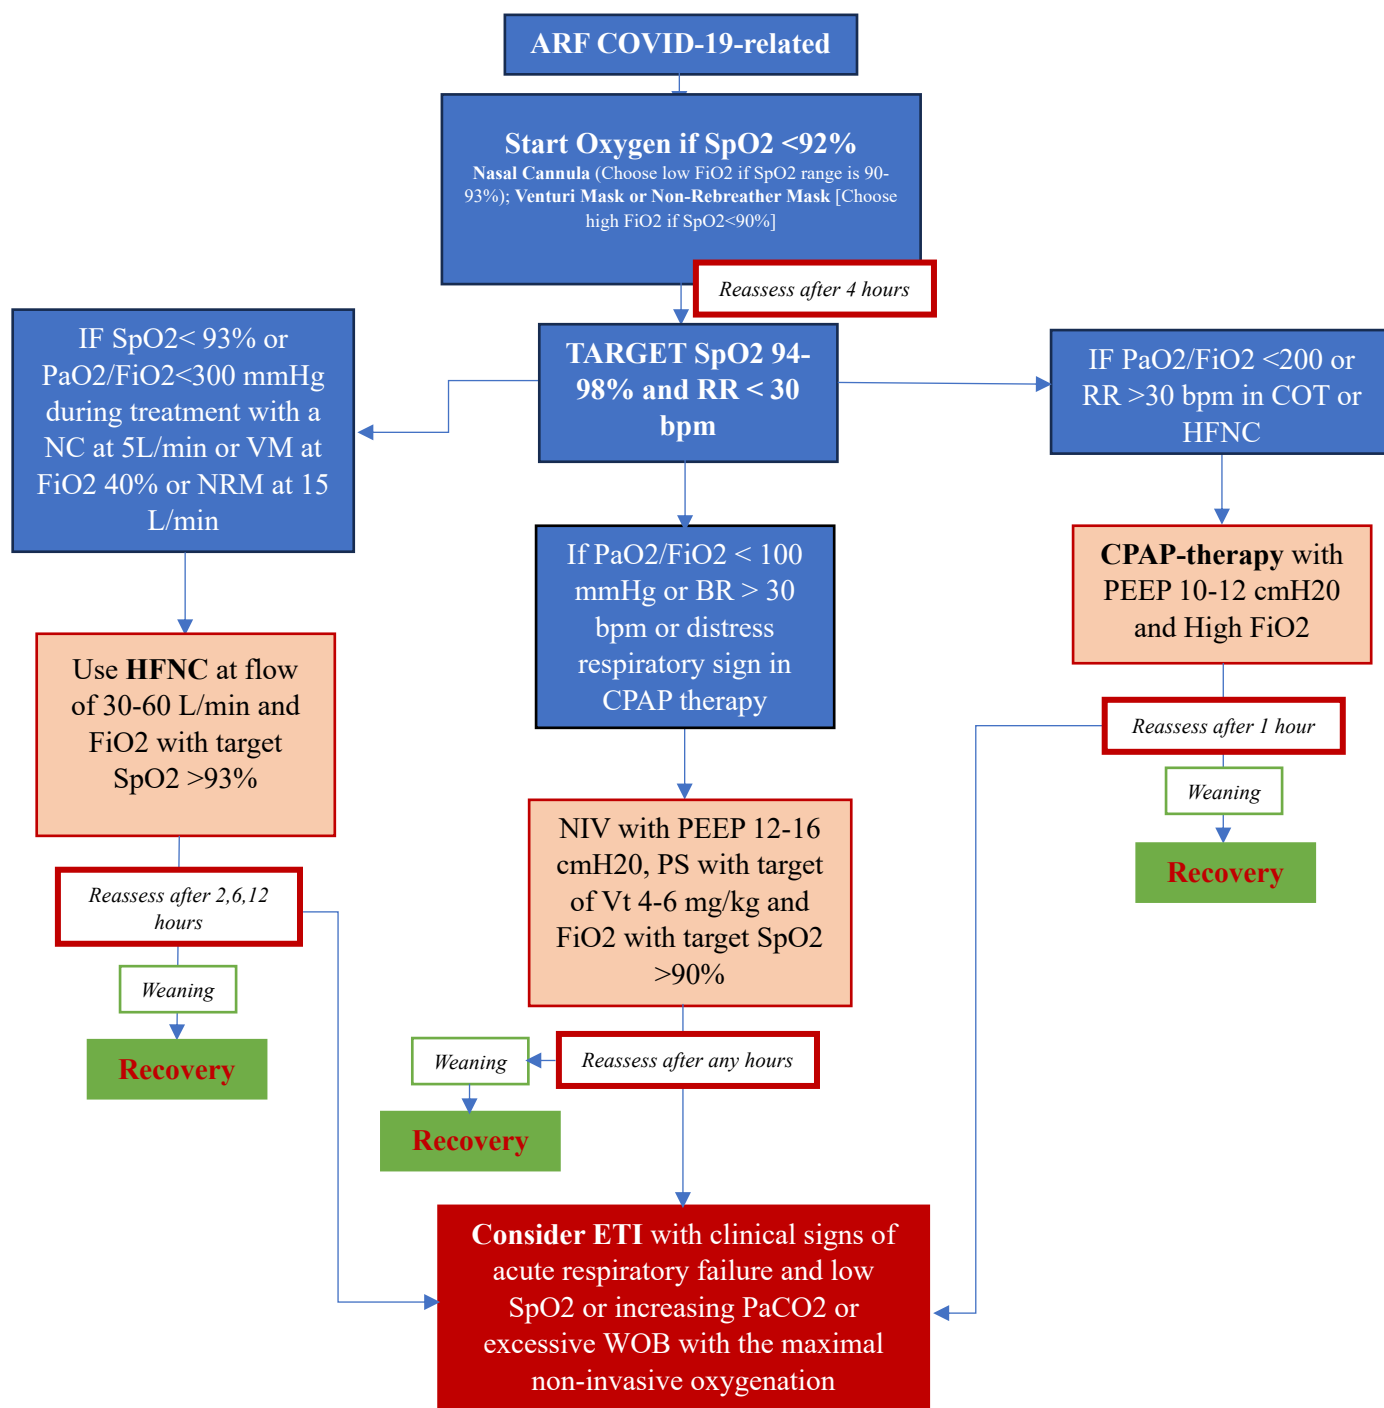 ARF COVID-19-related
Start Oxygen if SpO2 <92%
Nasal Cannula (Choose low FiO2 if SpO2 range is 90-
93%); Venturi Mask or Non-Rebreather Mask [Choose
high FiO2 if SpO2<90%]
Reassess after 4 hours
IF SpO2< 93% or
PaO2/FiO2<300 mmHg
during treatment with a
NC at 5L/min or VM at
FiO2 40% or NRM at 15
L/min
TARGET SpO2 94-
98% and RR < 30
bpm
IF PaO2/FiO2 <200 or
RR >30 bpm in COT or
HFNC
If PaO2/FiO2 < 100
mmHg or BR > 30
bpm or distress
respiratory sign in
CPAP therapy
CPAP-therapy with
PEEP 10-12 cmH20
and High FiO2
Use HFNC at flow
of 30-60 L/min and
FiO2 with target
SpO2 >93%
Reassess after 1 hour
Weaning
Recovery
NIV with PEEP 12-16
cmH20, PS with target
of Vt 4-6 mg/kg and
FiO2 with target SpO2
>90%
Reassess after 2,6,12
hours
Weaning
Recovery
Weaning
Reassess after any hours
Recovery
Consider ETI with clinical signs of
acute respiratory failure and low
SpO2 or increasing PaCO2 or
excessive WOB with the maximal
non-invasive oxygenation